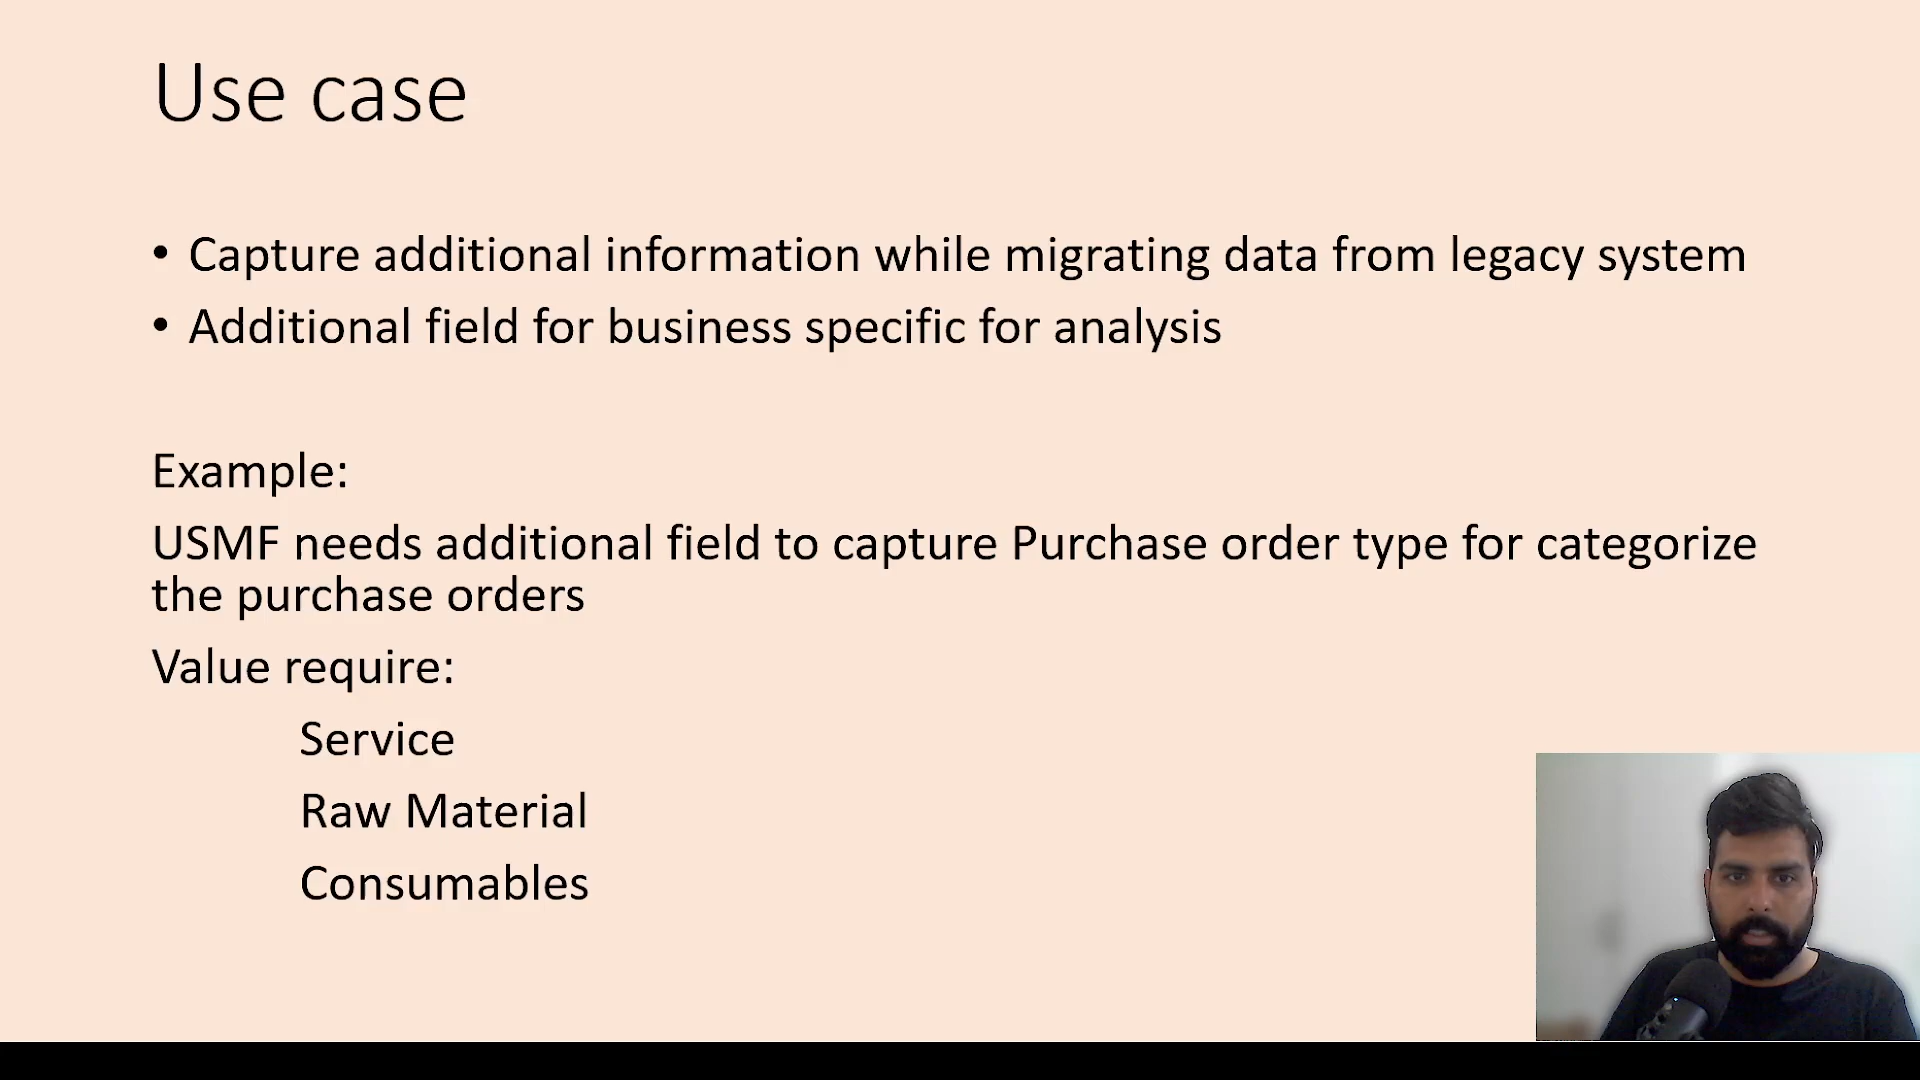 Use case
• Capture additional information while migrating data from legacy system
• Additional field for business specific for analysis
Example:
USMF needs additional field to capture Purchase order type for categorize
the purchase orders
Value require:
Service
Raw Material
Consumables